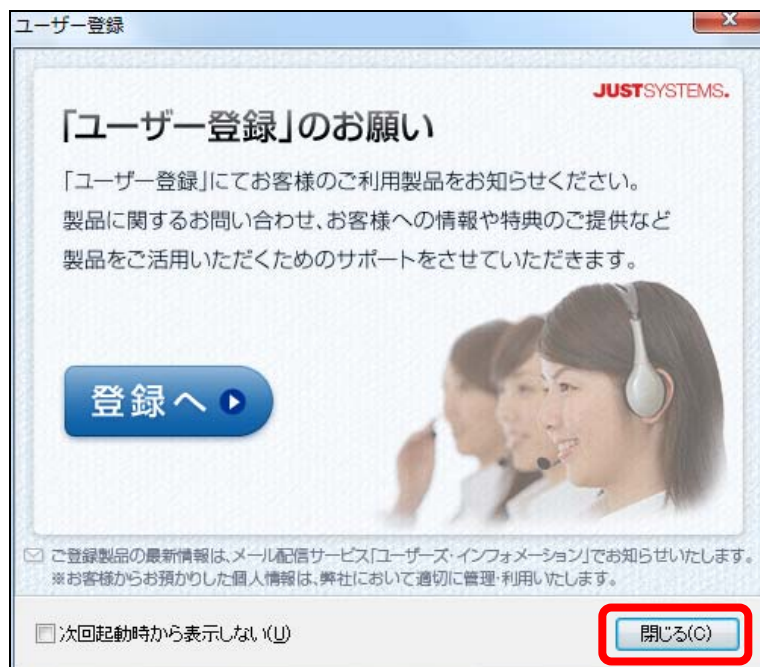 ユーザー登録
JUSTSYSTEMS.
「ユーザー登録」のお願い
「ユーザー登録」にてお客様のご利用製品をお知らせください。
製品に関するお問い合わせ、お客様への情報や特典のご提供など
製品をご活用いただくためのサポートをさせていただきます。
登録へ
ご登録製品の最新情報は、メール配信サービス「ユーザーズ・インフォメーション」でお知らせいたします。
※お客様からお預かりした個人情報は、弊社において適切に管理・利用いたします。
次回起動時から表示しない(U)
閉じる(C)